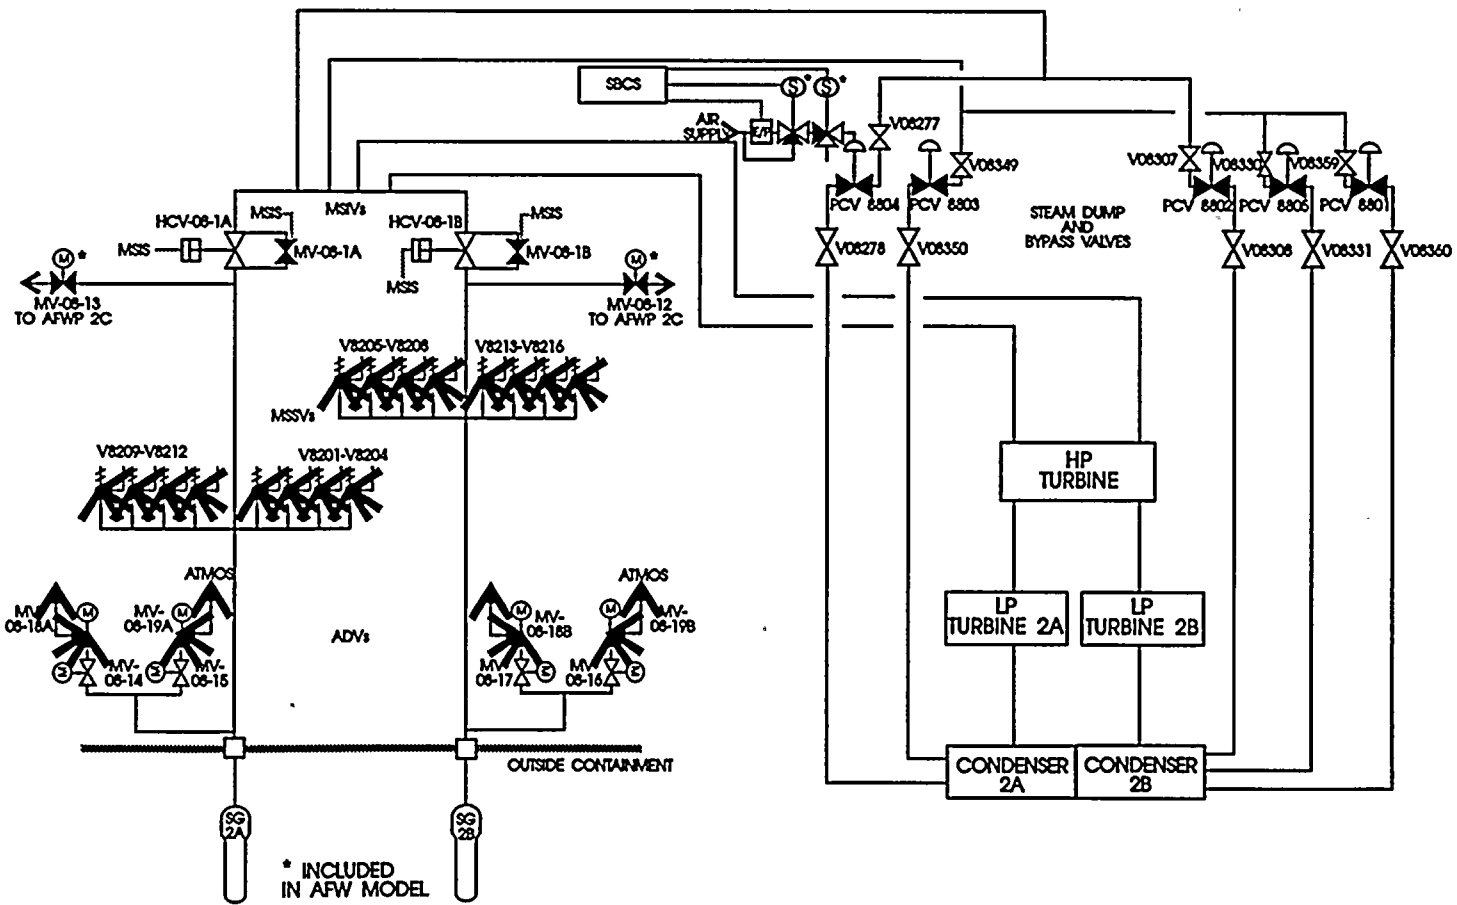 SBCS
S *
S *
AIR
SUPPLY
E/P
V08277
V08349
V08307
V08330
V08359
PCV 8804
PCV 8803
PCV 8802
PCV 8805
PCV 8801
STEAM DUMP
AND
BYPASS VALVES
V08278
V08350
V08308
V08331
V08360
MSIVs
HCV-08-1A
MSIS
MSIS
MV-08-1A
HCV-08-1B
MSIS
MSIS
MV-08-1B
M *
MV-08-13
TO AFWP 2C
M *
MV-08-12
TO AFWP 2C
V8205-V8208
V8213-V8216
MSSVs
V8209-V8212
V8201-V8204
HP
TURBINE
LP
TURBINE 2A
LP
TURBINE 2B
ATMOS
ATMOS
MV-
08-18A
M
MV-
08-19A
M
M
MV-
08-14
M
MV-
08-15
ADVs
M
MV-
08-18B
M
MV-
08-19B
MV-
08-17
M
MV-
08-16
M
OUTSIDE CONTAINMENT
CONDENSER
2A
CONDENSER
2B
SG
2A
SG
2B
* INCLUDED
IN AFW MODEL